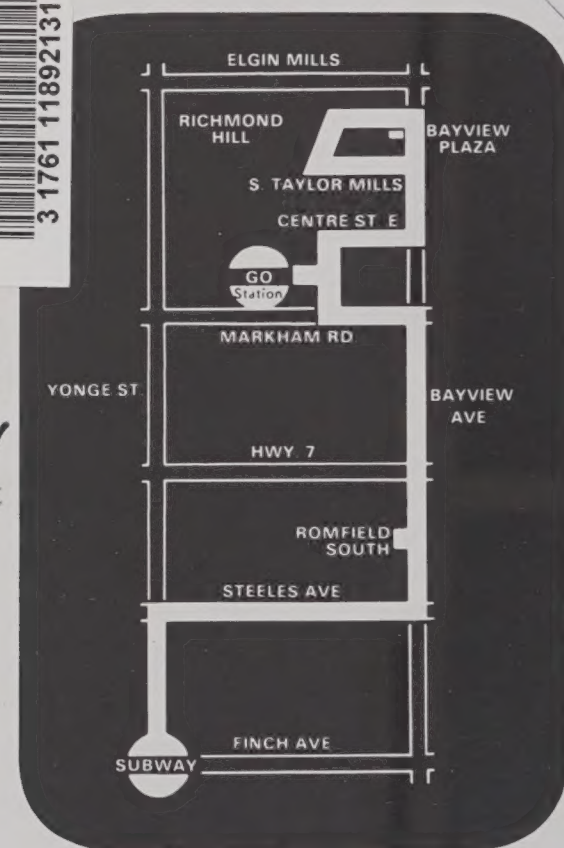 3 1761 11892131
ELGIN MILLS
RICHMOND
HILL
BAYVIEW
PLAZA
S. TAYLOR MILLS
CENTRE ST E
GO
Station
MARKHAM RD
YONGE ST
BAYVIEW
AVE
HWY. 7
ROMFIELD
SOUTH
STEELES AVE
FINCH AVE
SUBWAY